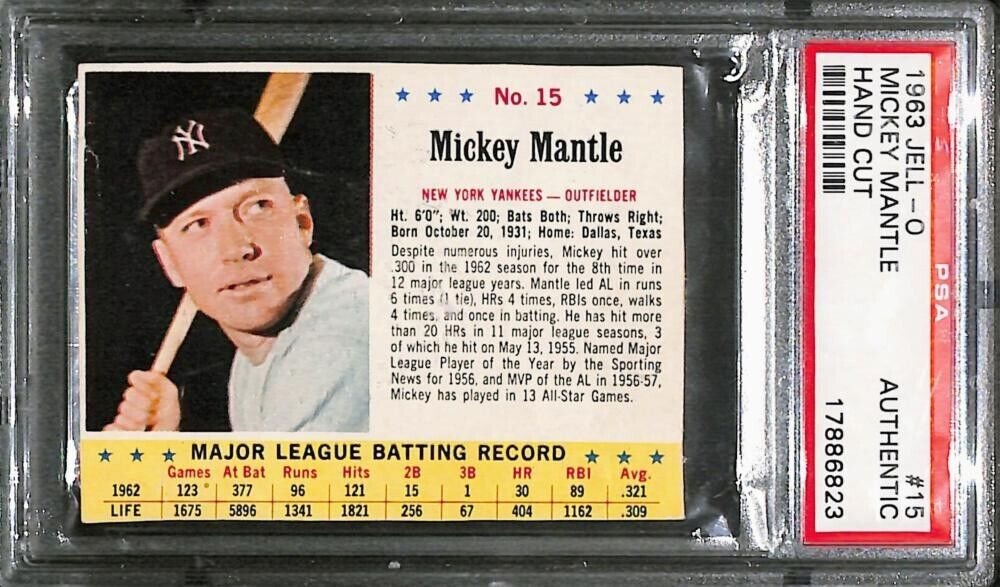 NY
★ ★ ★ No. 15 ★ ★ ★
Mickey Mantle
NEW YORK YANKEES — OUTFIELDER
Ht. 6'0"; Wt. 200; Bats Both; Throws Right;
Born October 20, 1931; Home: Dallas, Texas
Despite numerous injuries, Mickey hit over
.300 in the 1962 season for the 8th time in
12 major league years. Mantle led AL in runs
6 times (1 tie), HRs 4 times, RBIs once, walks
4 times, and once in batting. He has hit more
than 20 HRs in 11 major league seasons, 3
of which he hit on May 13, 1955. Named Major
League Player of the Year by the Sporting
News for 1956, and MVP of the AL in 1956-57,
Mickey has played in 13 All-Star Games.
★ ★ ★ MAJOR LEAGUE BATTING RECORD ★ ★ ★
Games At Bat Runs Hits 2B 3B HR RBI Avg.
1962 123 377 96 121 15 1 30 89 .321
LIFE 1675 5896 1341 1821 256 67 404 1162 .309
1963 JELL-O #15
MICKEY MANTLE AUTHENTIC
HAND CUT
17886823
PSA